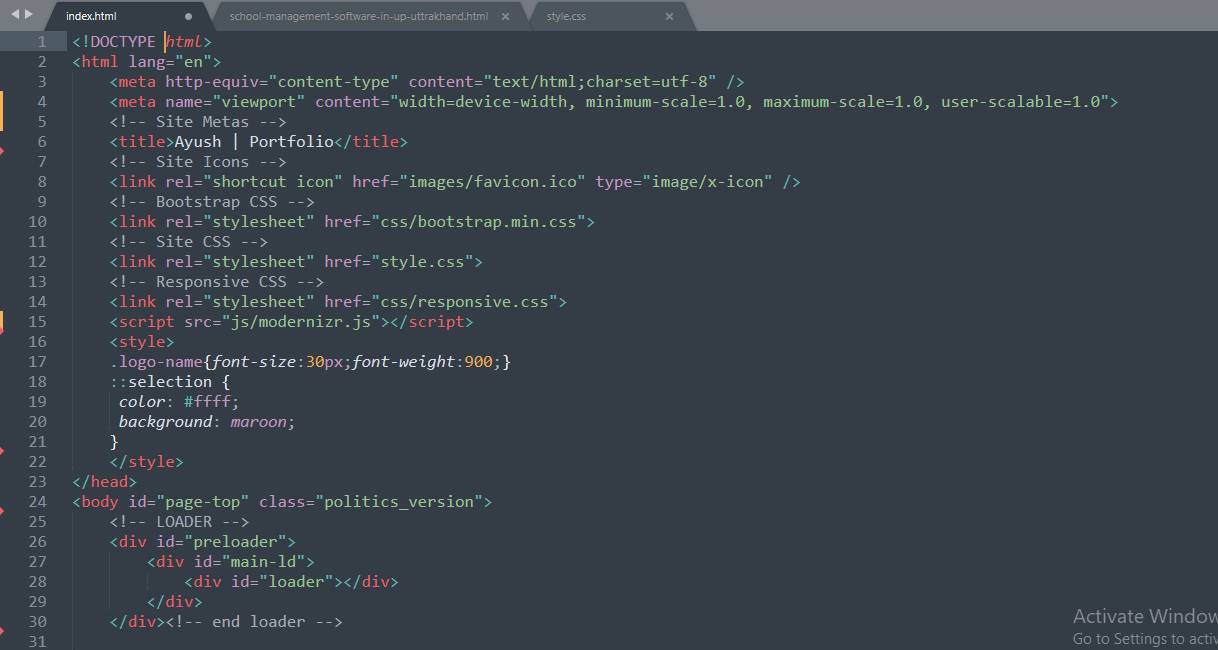 index.html school-management-software-in-up-uttrakhand.html style.css
1 <!DOCTYPE html>
2 <html lang="en">
3 <meta http-equiv="content-type" content="text/html;charset=utf-8" />
4 <meta name="viewport" content="width=device-width, minimum-scale=1.0, maximum-scale=1.0, user-scalable=1.0">
5 <!-- Site Metas -->
6 <title>Ayush | Portfolio</title>
7 <!-- Site Icons -->
8 <link rel="shortcut icon" href="images/favicon.ico" type="image/x-icon" />
9 <!-- Bootstrap CSS -->
10 <link rel="stylesheet" href="css/bootstrap.min.css">
11 <!-- Site CSS -->
12 <link rel="stylesheet" href="style.css">
13 <!-- Responsive CSS -->
14 <link rel="stylesheet" href="css/responsive.css">
15 <script src="js/modernizr.js"></script>
16 <style>
17 .logo-name{font-size:30px;font-weight:900;}
18 ::selection {
19 color: #ffff;
20 background: maroon;
21 }
22 </style>
23 </head>
24 <body id="page-top" class="politics_version">
25 <!-- LOADER -->
26 <div id="preloader">
27 <div id="main-ld">
28 <div id="loader"></div>
29 </div>
30 </div><!-- end loader -->
31
Activate Window
Go to Settings to activ